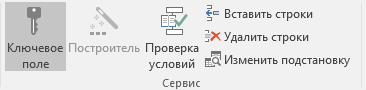 Ключевое
поле
Построитель
Проверка
условий
Вставить строки
Удалить строки
Изменить подстановку
Сервис